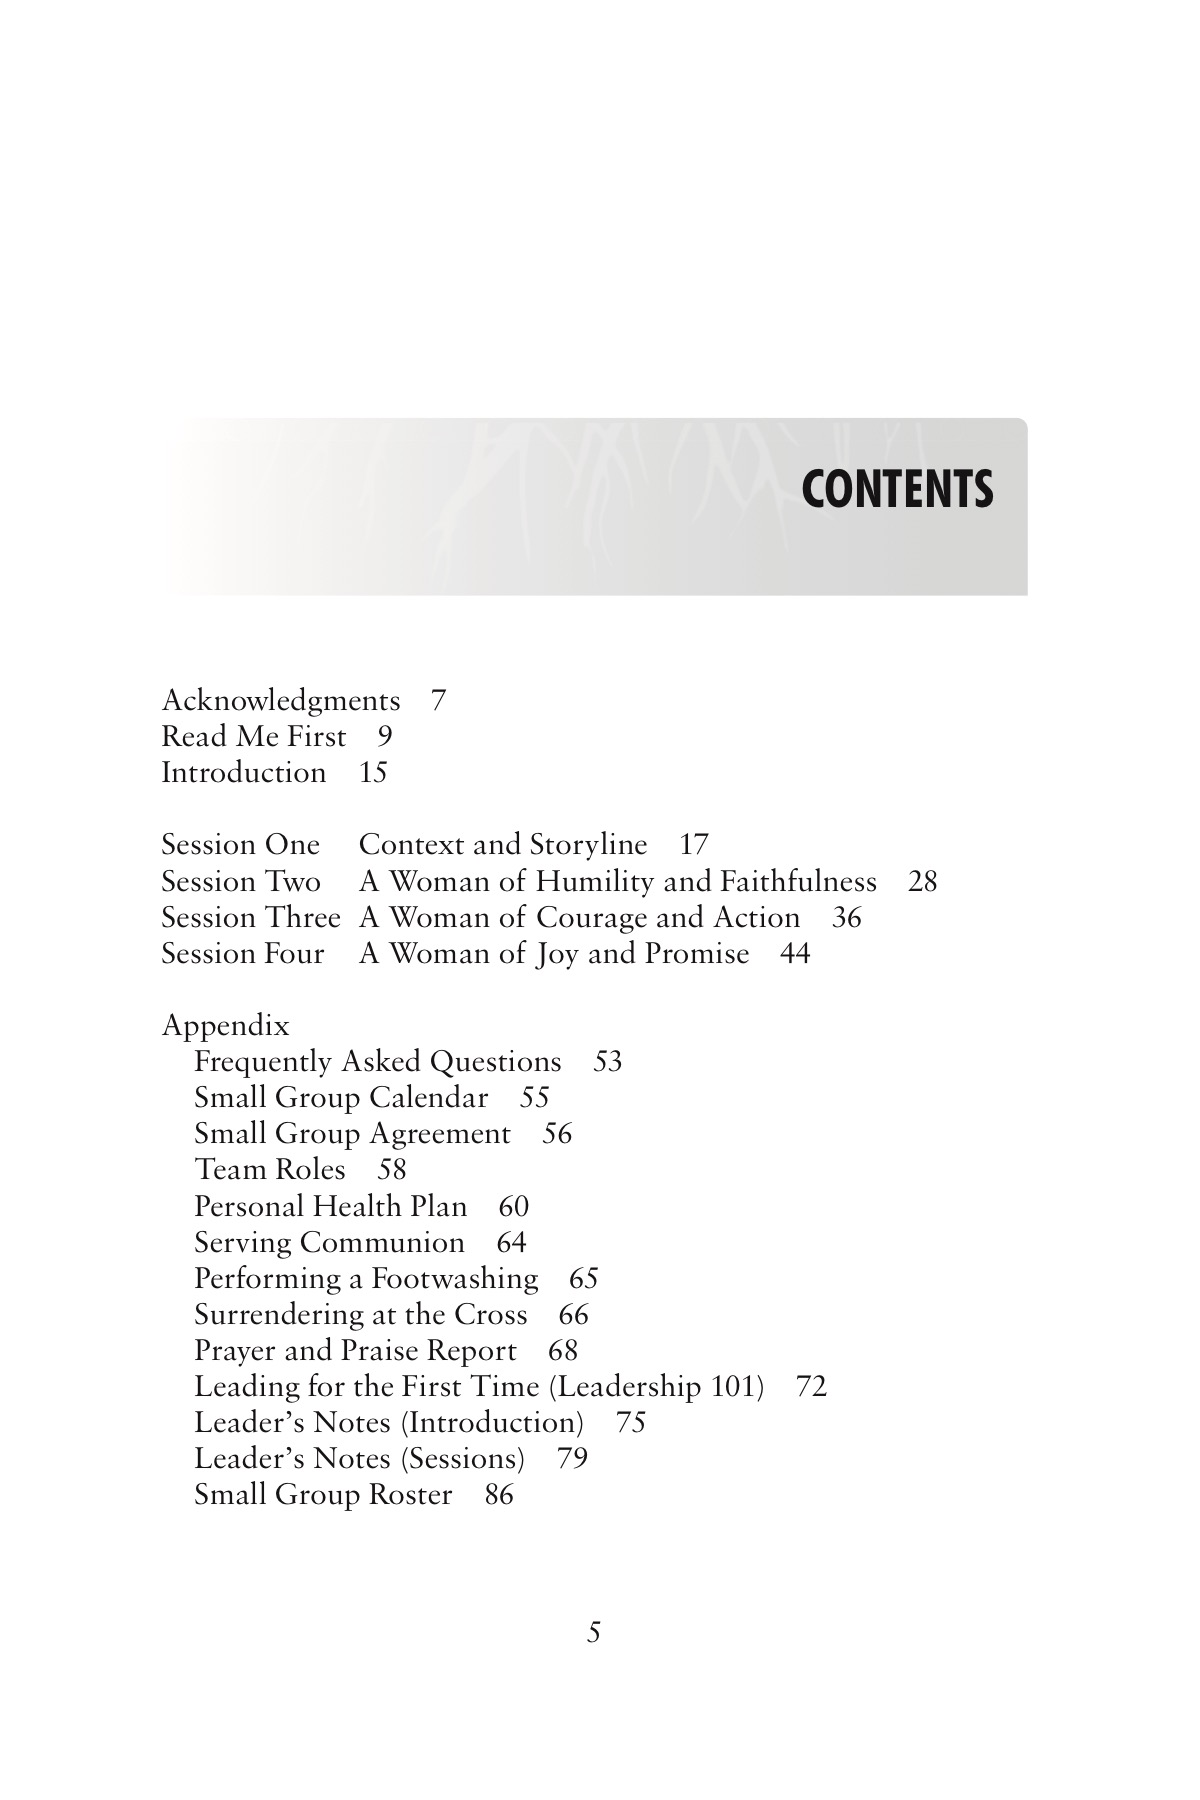 CONTENTS
Acknowledgments 7
Read Me First 9
Introduction 15
Session One Context and Storyline 17
Session Two A Woman of Humility and Faithfulness 28
Session Three A Woman of Courage and Action 36
Session Four A Woman of Joy and Promise 44
Appendix
Frequently Asked Questions 53
Small Group Calendar 55
Small Group Agreement 56
Team Roles 58
Personal Health Plan 60
Serving Communion 64
Performing a Footwashing 65
Surrendering at the Cross 66
Prayer and Praise Report 68
Leading for the First Time (Leadership 101) 72
Leader’s Notes (Introduction) 75
Leader’s Notes (Sessions) 79
Small Group Roster 86
5